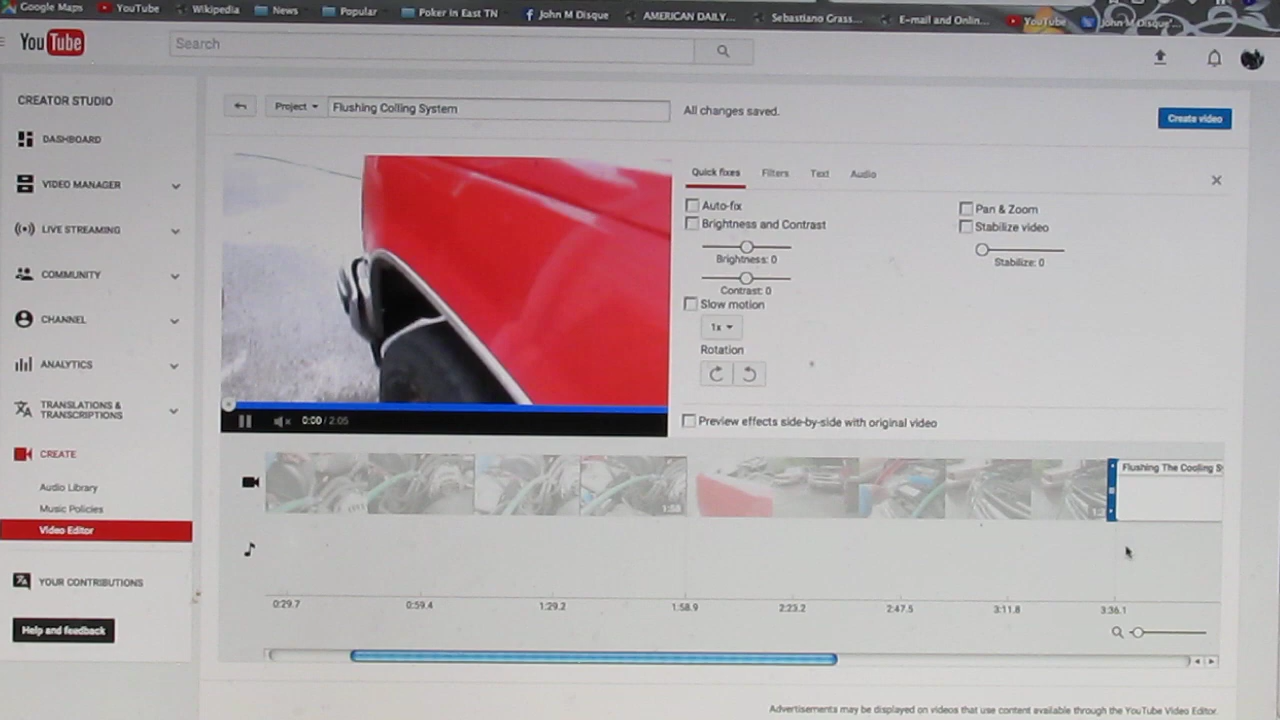 Google Maps YouTube Wikipedia News Popular Poker in East TN John M Disque AMERICAN DAILY... Sebastiano Grass... E-mail and Onlin... YouTube John M Disque'...
YouTube
Search
CREATOR STUDIO
DASHBOARD
VIDEO MANAGER
LIVE STREAMING
COMMUNITY
CHANNEL
ANALYTICS
TRANSLATIONS &
TRANSCRIPTIONS
CREATE
Audio Library
Music Policies
Video Editor
YOUR CONTRIBUTIONS
Help and feedback
Project Flushing Colling System All changes saved.
Create video
Quick fixes Filters Text Audio
Auto-fix
Brightness and Contrast
Brightness: 0
Contrast: 0
Slow motion
1x
Rotation
Pan & Zoom
Stabilize video
Stabilize: 0
Preview effects side-by-side with original video
0:00 / 2:05
1:58
Flushing The Cooling S
0:29.7 0:59.4 1:29.2 1:58.9 2:23.2 2:47.5 3:11.8 3:36.1
Advertisements may be displayed on videos that use content available through the YouTube Video Editor.